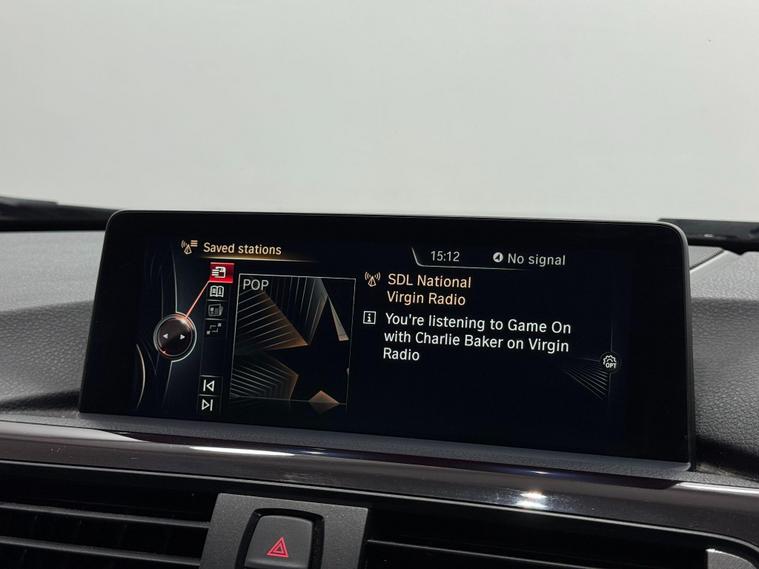 Saved stations
15:12
No signal
POP
SDL National
Virgin Radio
You're listening to Game On
with Charlie Baker on Virgin
Radio
OPT